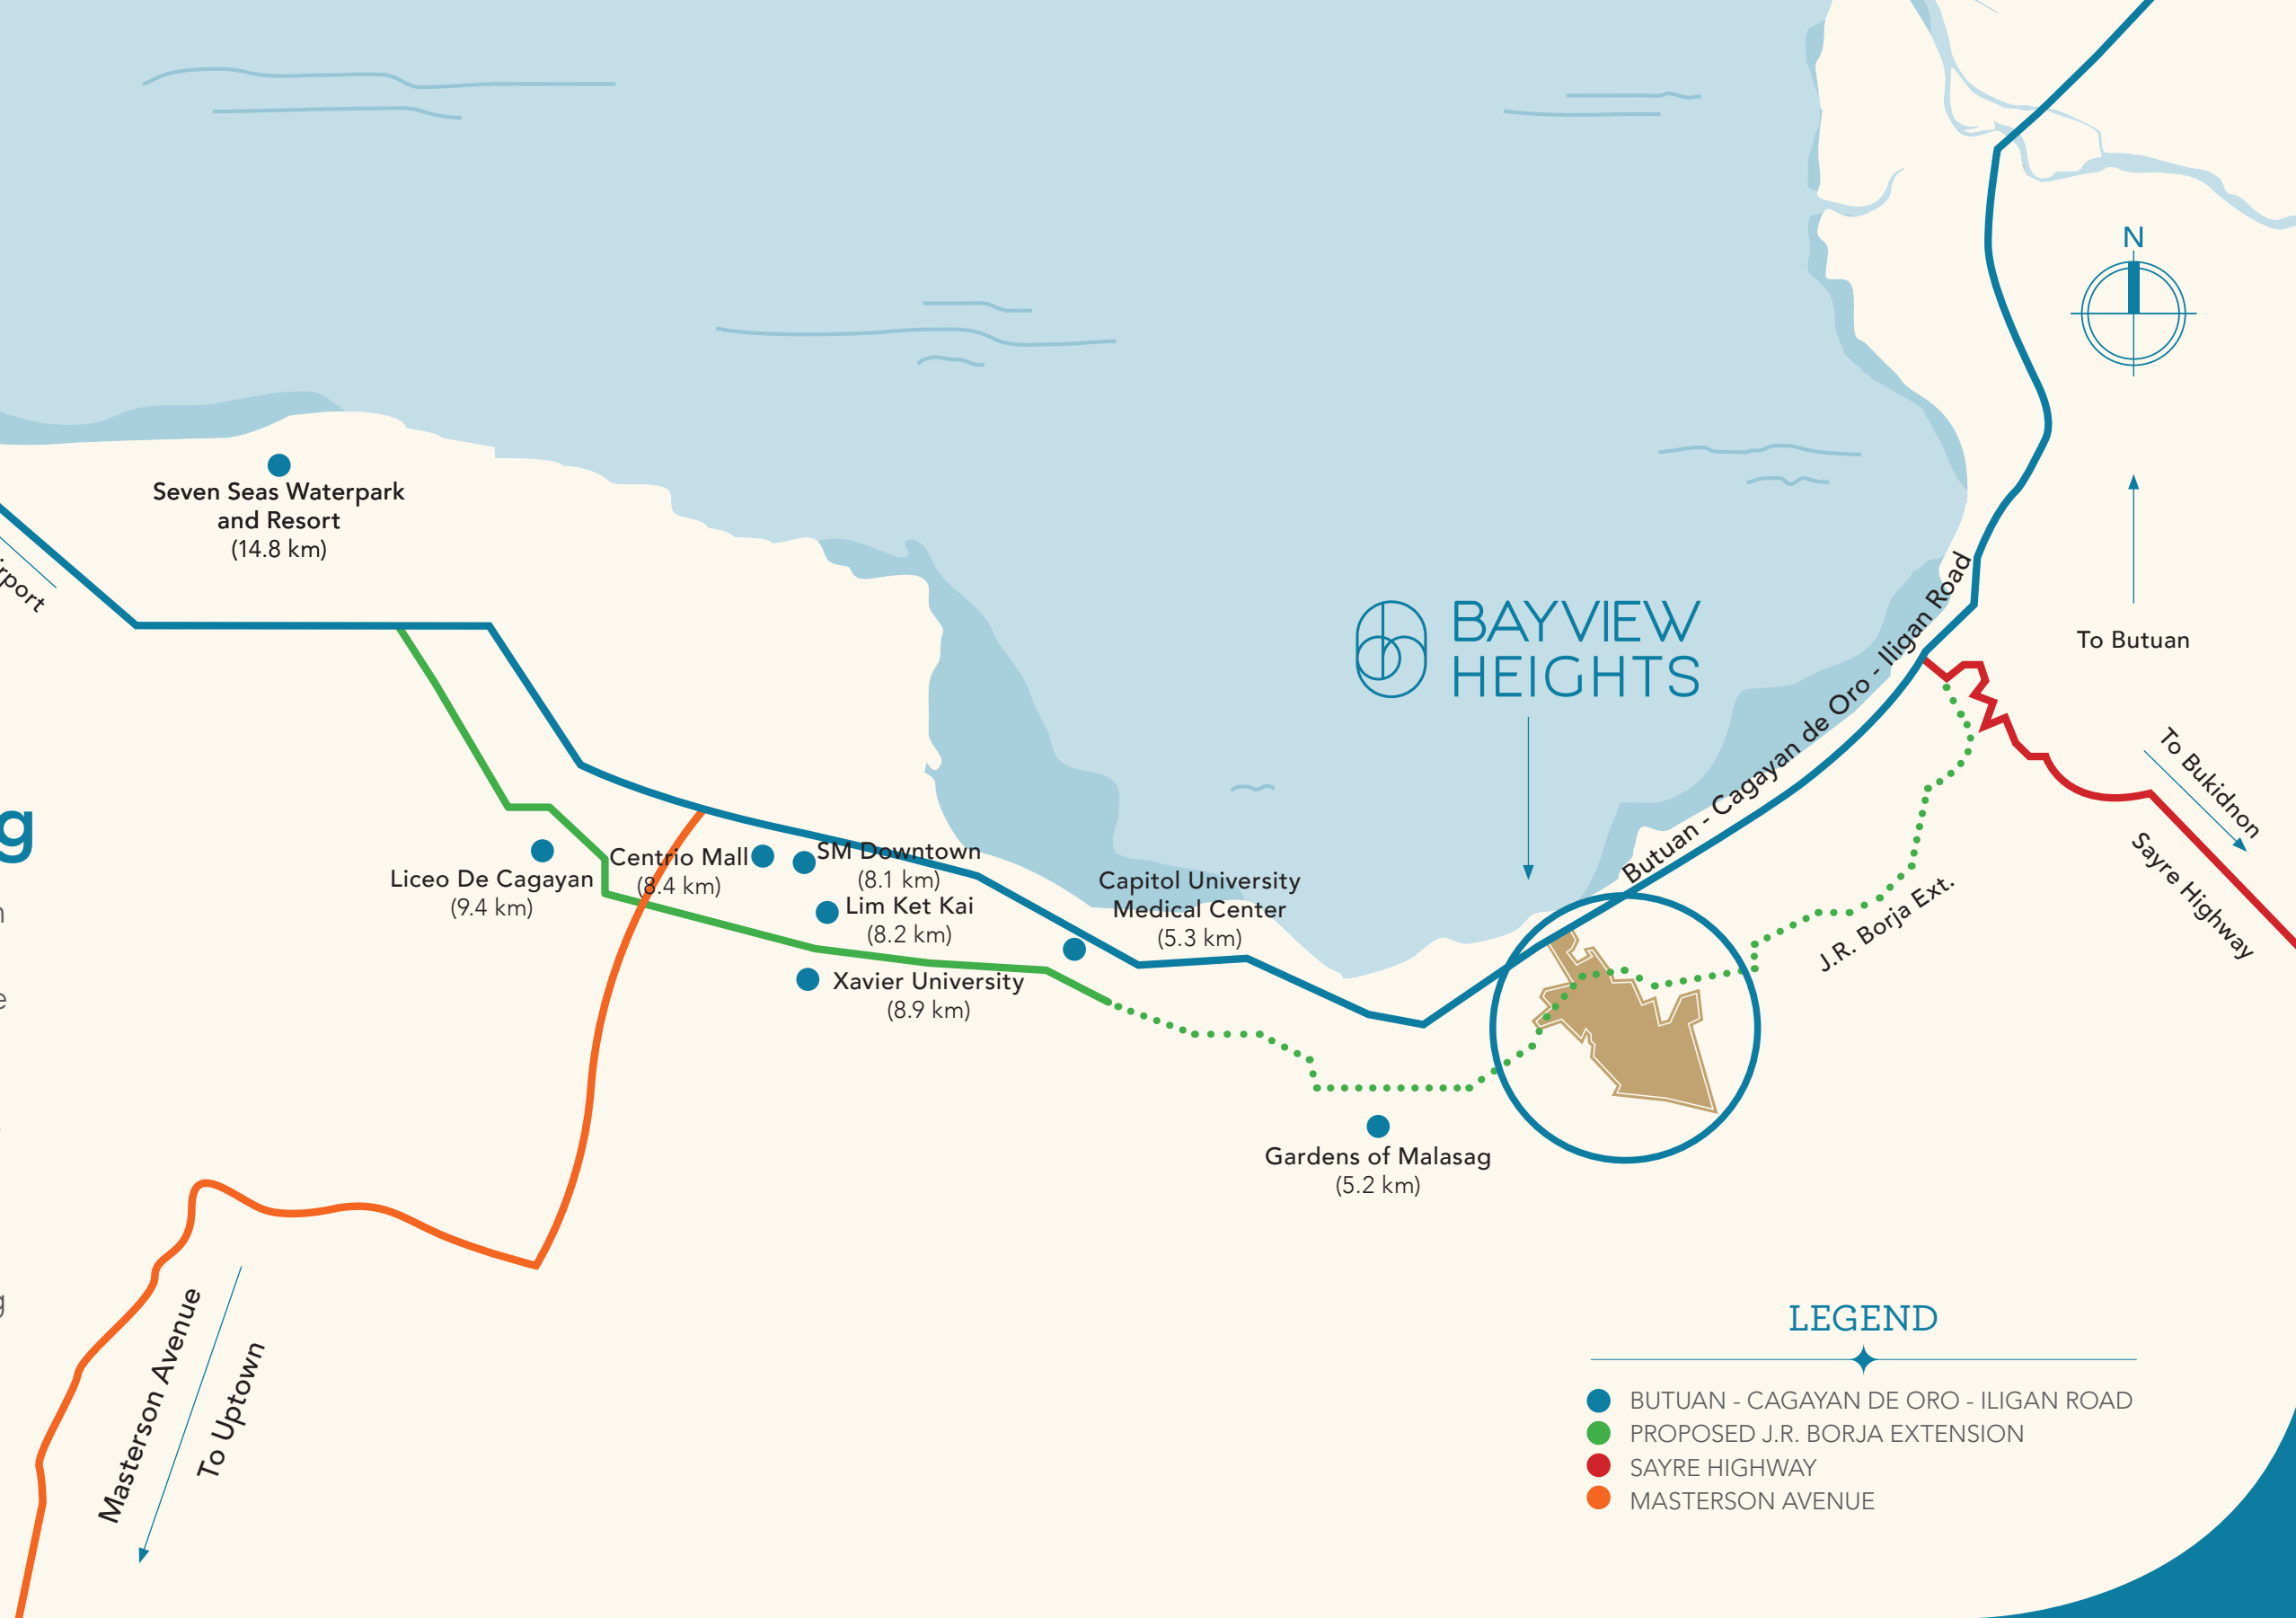 N
Seven Seas Waterpark
and Resort
(14.8 km)
BAYVIEW
HEIGHTS
Butuan - Cagayan de Oro - Iligan Road
To Butuan
To Bukidnon
Sayre Highway
J.R. Borja Ext.
Liceo De Cagayan
(9.4 km)
Centrio Mall
(8.4 km)
SM Downtown
(8.1 km)
Lim Ket Kai
(8.2 km)
Xavier University
(8.9 km)
Capitol University
Medical Center
(5.3 km)
Gardens of Malasag
(5.2 km)
Masterson Avenue
To Uptown
LEGEND
BUTUAN - CAGAYAN DE ORO - ILIGAN ROAD
PROPOSED J.R. BORJA EXTENSION
SAYRE HIGHWAY
MASTERSON AVENUE